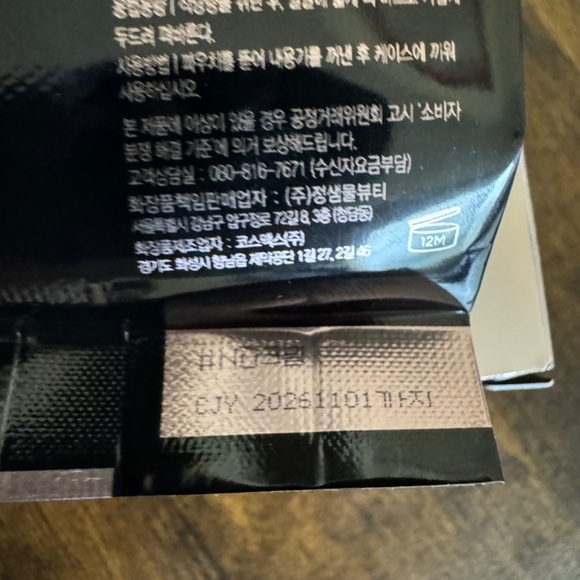 두드려 펴바른다.
사용방법 | 파우치를 뜯어 내용기를 꺼낸 후 케이스에 끼워
사용하십시오.
본 제품에 이상이 있을 경우 공정거래위원회 고시 '소비자
분쟁 해결 기준'에 의거 보상해드립니다.
고객상담실 : 080-816-7671 (수신자요금부담)
화장품책임판매업자 : (주)정샘물뷰티
서울특별시 강남구 압구정로 72길 8, 3층 (청담동)
화장품제조업자 : 코스맥스(주)
경기도 화성시 향남읍 제약공단 1길 27, 2길 46
12M
EJY 20261101까지